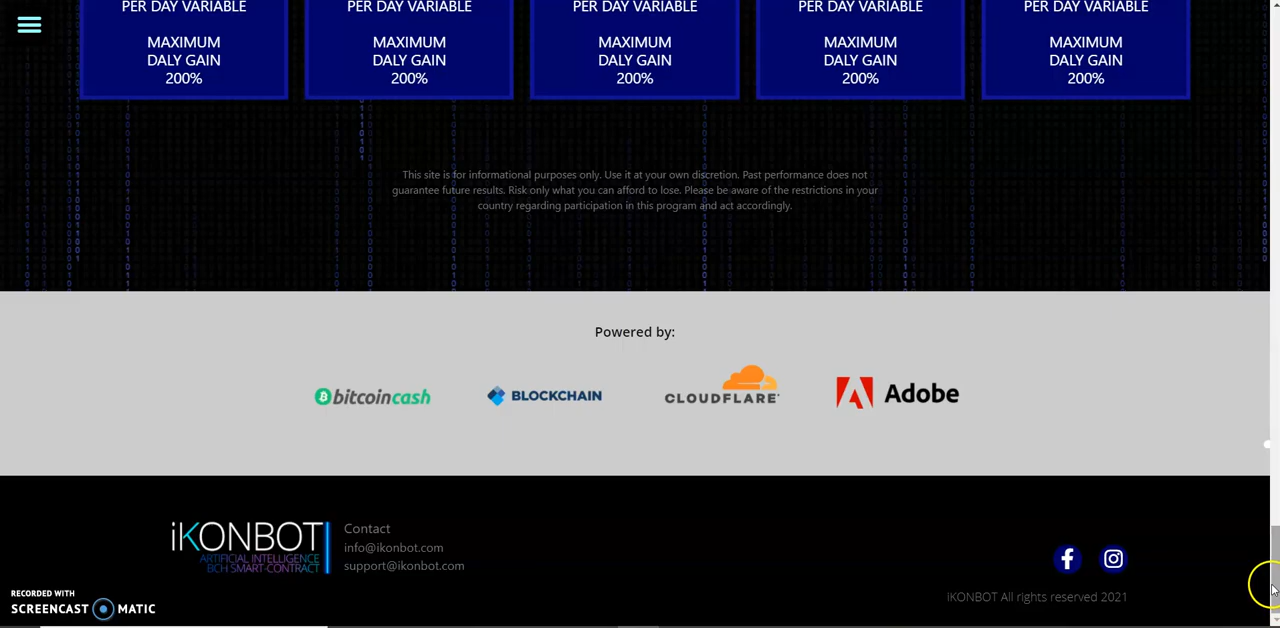 PER DAY VARIABLE PER DAY VARIABLE PER DAY VARIABLE PER DAY VARIABLE PER DAY VARIABLE
MAXIMUM MAXIMUM MAXIMUM MAXIMUM MAXIMUM
DALY GAIN DALY GAIN DALY GAIN DALY GAIN DALY GAIN
200% 200% 200% 200% 200%
This site is for informational purposes only. Use it at your own discretion. Past performance does not
guarantee future results. Risk only what you can afford to lose. Please be aware of the restrictions in your
country regarding participation in this program and act accordingly.
Powered by:
bitcoincash BLOCKCHAIN CLOUDFLARE Adobe
iKONBOT
ARTIFICIAL INTELLIGENCE
BCH SMART-CONTRACT
Contact
info@ikonbot.com
support@ikonbot.com
iKONBOT All rights reserved 2021
RECORDED WITH
SCREENCAST MATIC